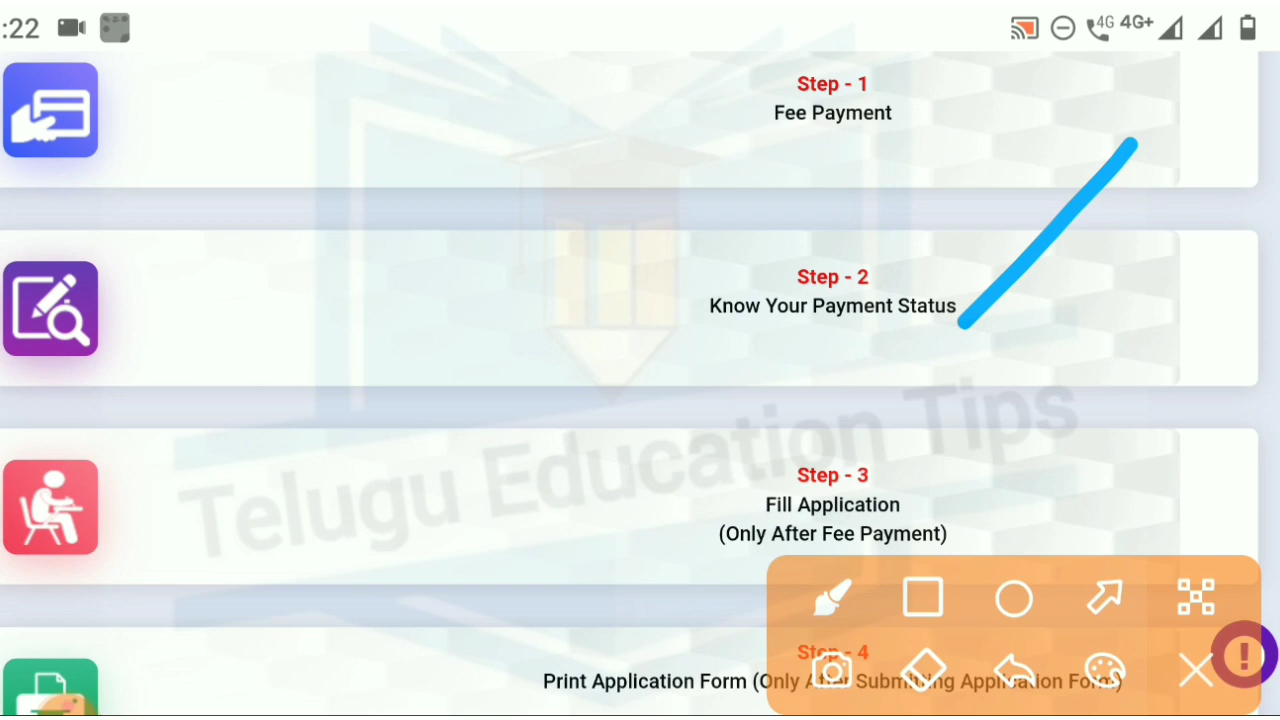 :22
4G 4G+
Step - 1
Fee Payment
Step - 2
Know Your Payment Status
Telugu Education Tips
Step - 3
Fill Application
(Only After Fee Payment)
Step - 4
Print Application Form (Only After Submitting Application Form)